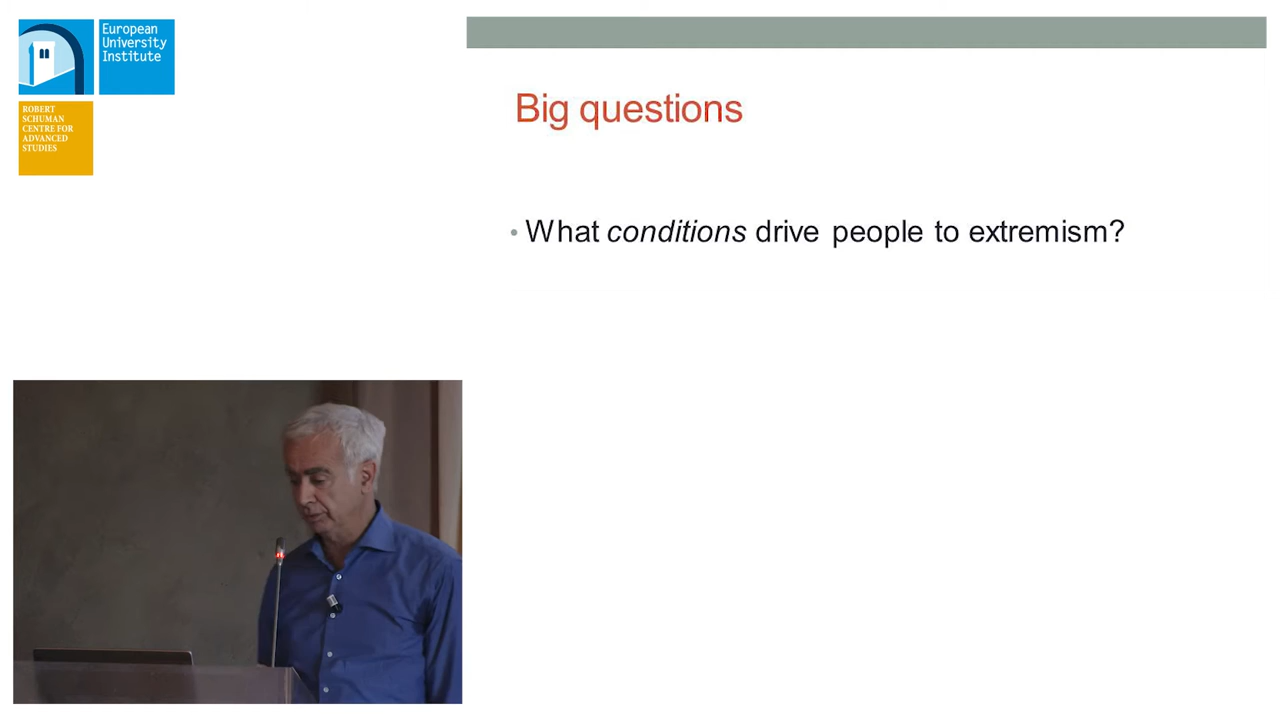 European
University
Institute
ROBERT
SCHUMAN
CENTRE FOR
ADVANCED
STUDIES
Big questions
• What conditions drive people to extremism?